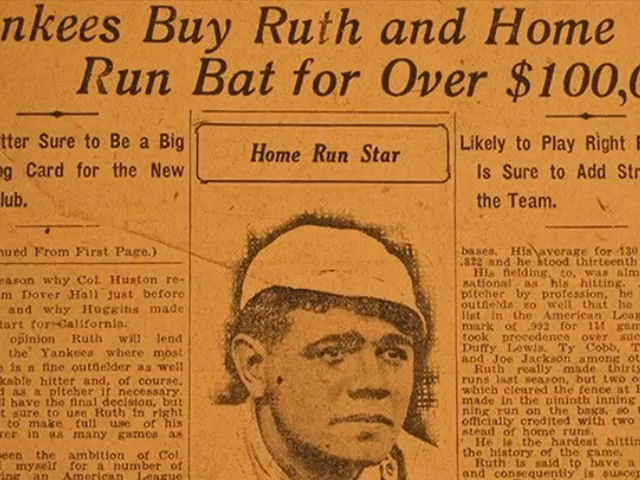 nkees Buy Ruth and Home
Run Bat for Over $100,0
tter Sure to Be a Big
ng Card for the New
lub.
Home Run Star
Likely to Play Right F
Is Sure to Add Str
the Team.
nued From First Page.)
eason why Col. Huston re-
m Dover Hall just before
and why Huggins made
tart for California.
opinion Ruth will lend
the Yankees where most
e is a fine outfielder as well
kable hitter and, of course,
d as a pitcher if necessary.
ll have the final decision, but
t sure to use Ruth in right
to make full use of his
wer in as many games as
been the ambition of Col.
myself for a number of
ing an American League
bases. His average for 130
.322 and he stood thirteenth
His fielding, to, was alm
sational as his hitting.
pitcher by profession, he
outfields so well, that he
list in the American Leag
mark of .992 for 111 gam
took precedence over suc
Duffy Lewis, Ty Cobb, T
and Joe Jackson among o
Ruth really made thirty
runs last season, but two o
which cleared the fence at
made in the nininth inning
ning run on the bags, so
officially credited with two
stead of home runs.
He is the hardest hittin
the history of the game.
Ruth is said to have a
and consequently is suscep